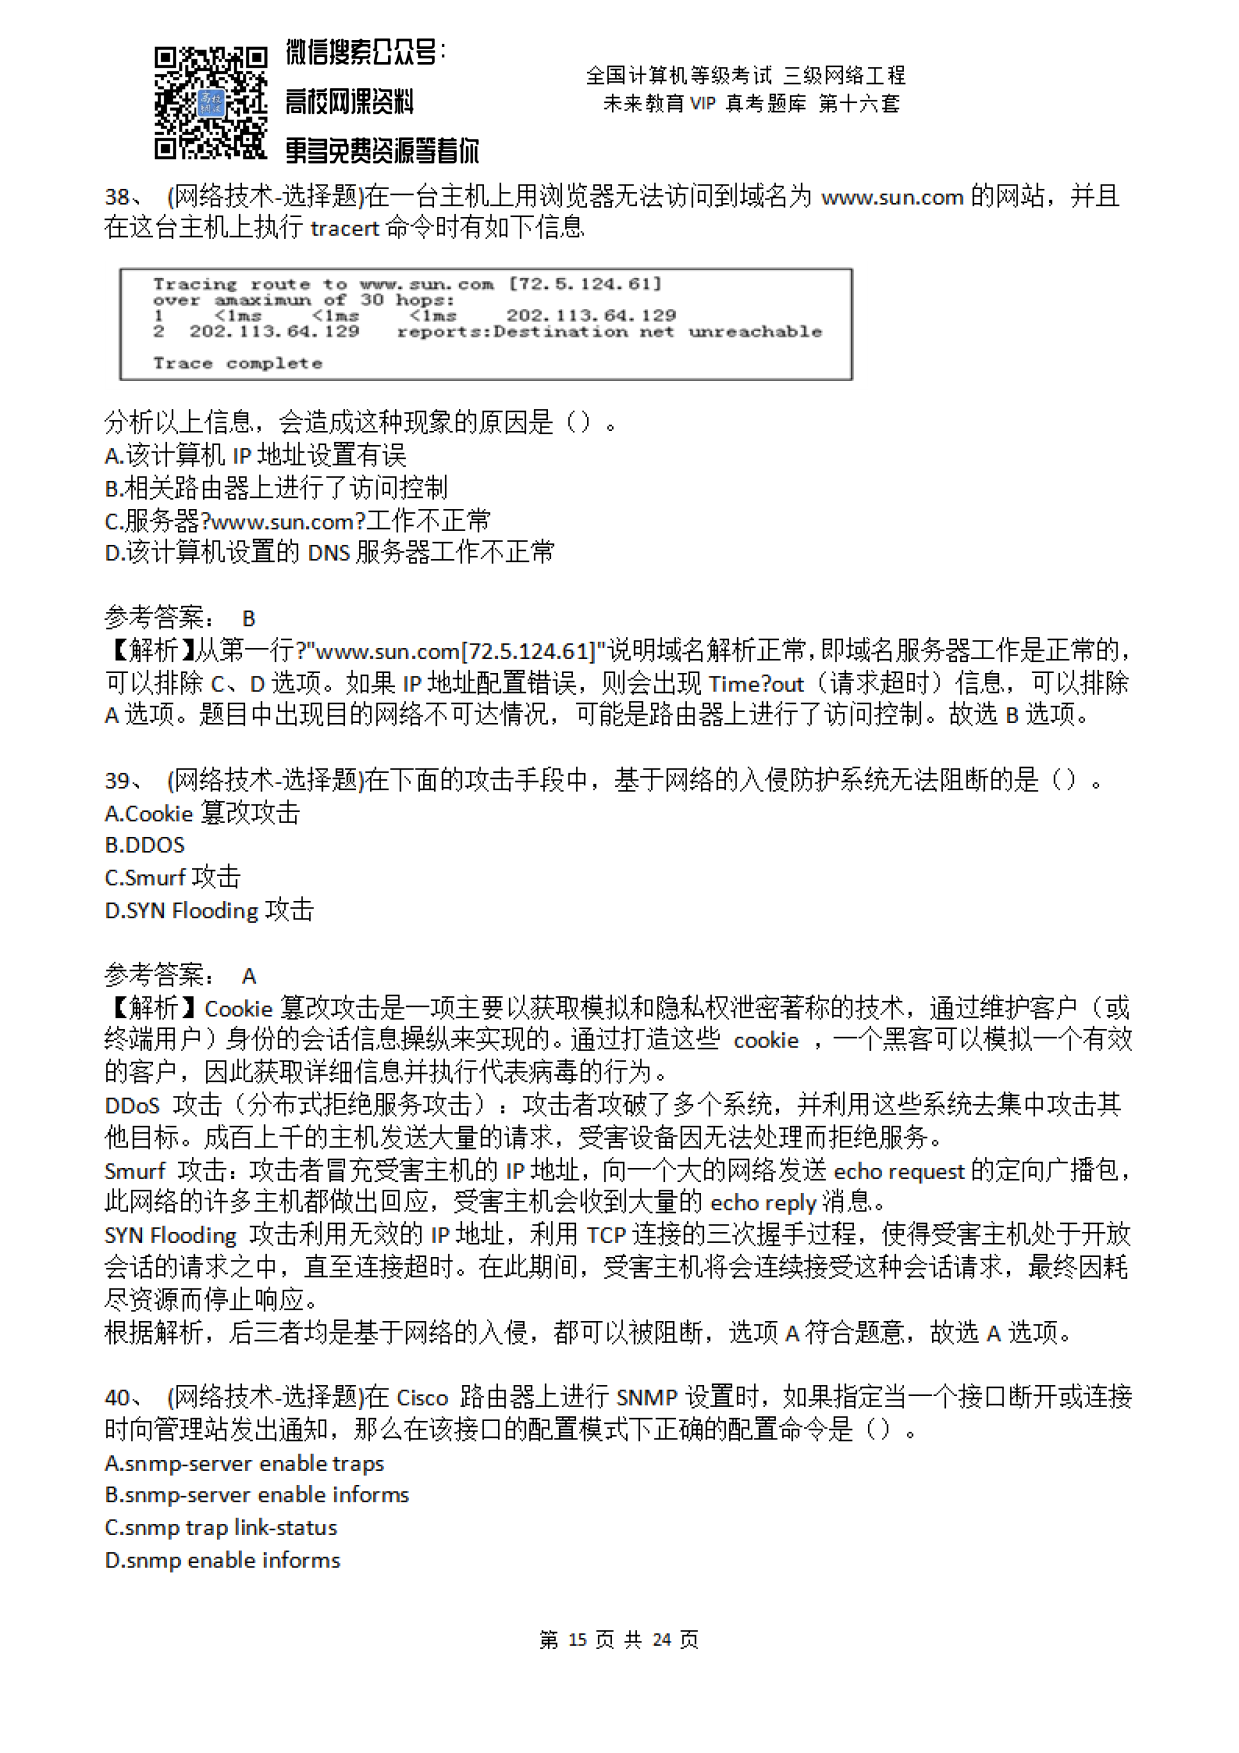 微信搜索公众号：
高校网课资料
更多免费资源等着你
全国计算机等级考试 三级网络工程
未来教育 VIP 真考题库 第十六套
38、 (网络技术-选择题)在一台主机上用浏览器无法访问到域名为 www.sun.com 的网站，并且
在这台主机上执行 tracert 命令时有如下信息
Tracing route to www.sun.com [72.5.124.61]
over amaximun of 30 hops:
1 <1ms <1ms <1ms 202.113.64.129
2 202.113.64.129 reports:Destination net unreachable
Trace complete
分析以上信息，会造成这种现象的原因是（）。
A.该计算机 IP 地址设置有误
B.相关路由器上进行了访问控制
C.服务器?www.sun.com?工作不正常
D.该计算机设置的 DNS 服务器工作不正常
参考答案： B
【解析】从第一行?"www.sun.com[72.5.124.61]"说明域名解析正常，即域名服务器工作是正常的，
可以排除 C、D 选项。如果 IP 地址配置错误，则会出现 Time?out（请求超时）信息，可以排除
A 选项。题目中出现目的网络不可达情况，可能是路由器上进行了访问控制。故选 B 选项。
39、 (网络技术-选择题)在下面的攻击手段中，基于网络的入侵防护系统无法阻断的是（）。
A.Cookie 篡改攻击
B.DDOS
C.Smurf 攻击
D.SYN Flooding 攻击
参考答案： A
【解析】Cookie 篡改攻击是一项主要以获取模拟和隐私权泄密著称的技术，通过维护客户（或
终端用户）身份的会话信息操纵来实现的。通过打造这些 cookie ，一个黑客可以模拟一个有效
的客户，因此获取详细信息并执行代表病毒的行为。
DDoS 攻击（分布式拒绝服务攻击）：攻击者攻破了多个系统，并利用这些系统去集中攻击其
他目标。成百上千的主机发送大量的请求，受害设备因无法处理而拒绝服务。
Smurf 攻击：攻击者冒充受害主机的 IP 地址，向一个大的网络发送 echo request 的定向广播包，
此网络的许多主机都做出回应，受害主机会收到大量的 echo reply 消息。
SYN Flooding 攻击利用无效的 IP 地址，利用 TCP 连接的三次握手过程，使得受害主机处于开放
会话的请求之中，直至连接超时。在此期间，受害主机将会连续接受这种会话请求，最终因耗
尽资源而停止响应。
根据解析，后三者均是基于网络的入侵，都可以被阻断，选项 A 符合题意，故选 A 选项。
40、 (网络技术-选择题)在 Cisco 路由器上进行 SNMP 设置时，如果指定当一个接口断开或连接
时向管理站发出通知，那么在该接口的配置模式下正确的配置命令是（）。
A.snmp-server enable traps
B.snmp-server enable informs
C.snmp trap link-status
D.snmp enable informs
第 15 页 共 24 页